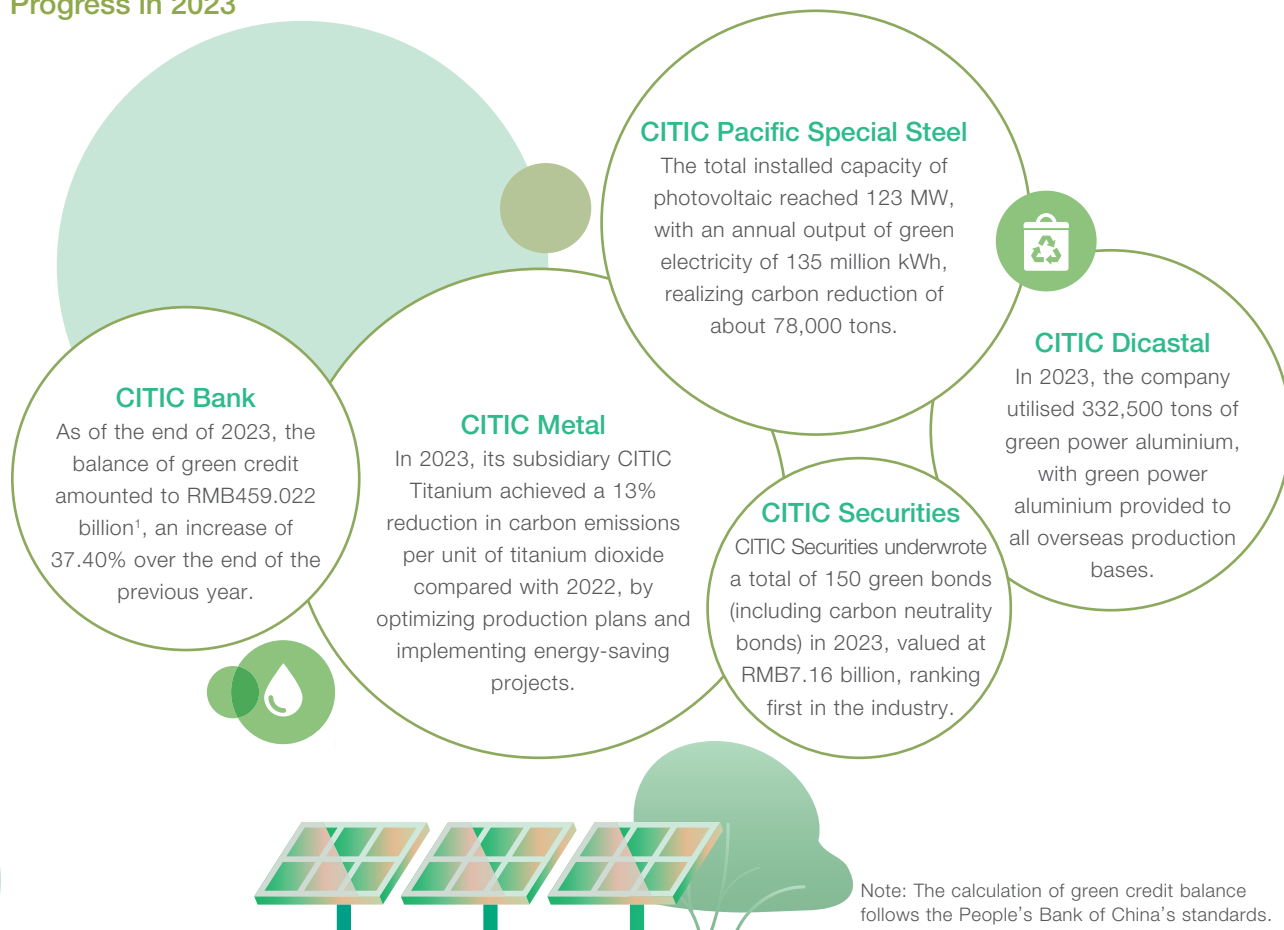 Progress in 2023
CITIC Pacific Special Steel
The total installed capacity of
photovoltaic reached 123 MW,
with an annual output of green
electricity of 135 million kWh,
realizing carbon reduction of
about 78,000 tons.
CITIC Dicastal
In 2023, the company
utilised 332,500 tons of
green power aluminium,
with green power
aluminium provided to
all overseas production
bases.
CITIC Bank
As of the end of 2023, the
balance of green credit
amounted to RMB459.022
billion¹, an increase of
37.40% over the end of the
previous year.
CITIC Metal
In 2023, its subsidiary CITIC
Titanium achieved a 13%
reduction in carbon emissions
per unit of titanium dioxide
compared with 2022, by
optimizing production plans and
implementing energy-saving
projects.
CITIC Securities
CITIC Securities underwrote
a total of 150 green bonds
(including carbon neutrality
bonds) in 2023, valued at
RMB7.16 billion, ranking
first in the industry.
Note: The calculation of green credit balance
follows the People's Bank of China's standards.